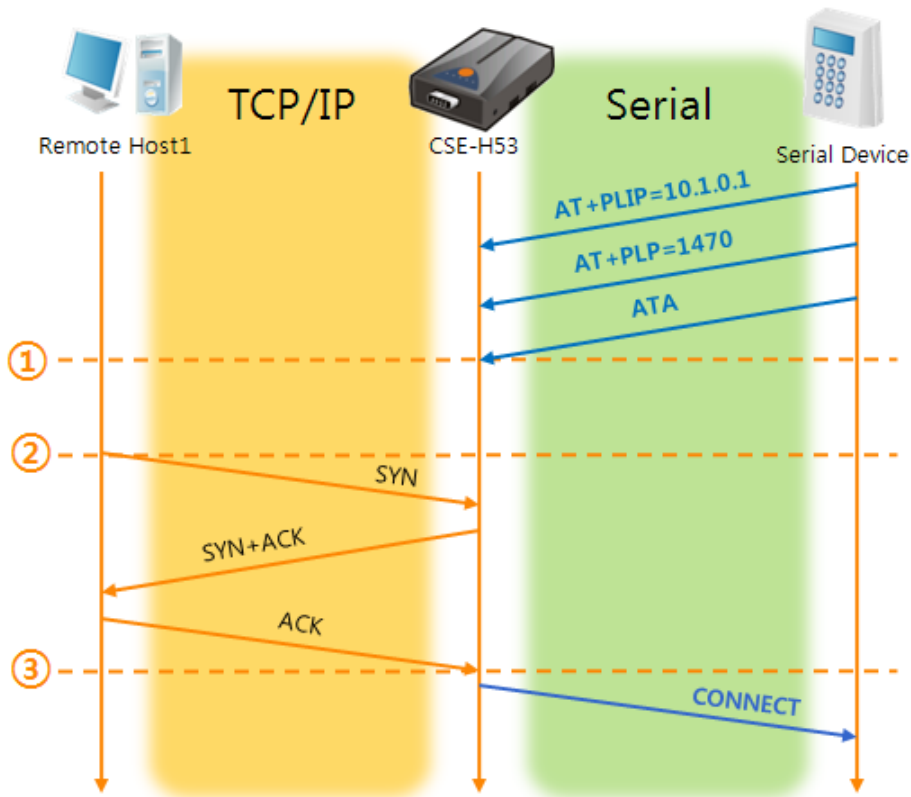 TCP/IP
Serial
Remote Host1
CSE-H53
Serial Device
AT+PLIP=10.1.0.1
AT+PLP=1470
ATA
①
②
SYN
SYN+ACK
ACK
③
CONNECT